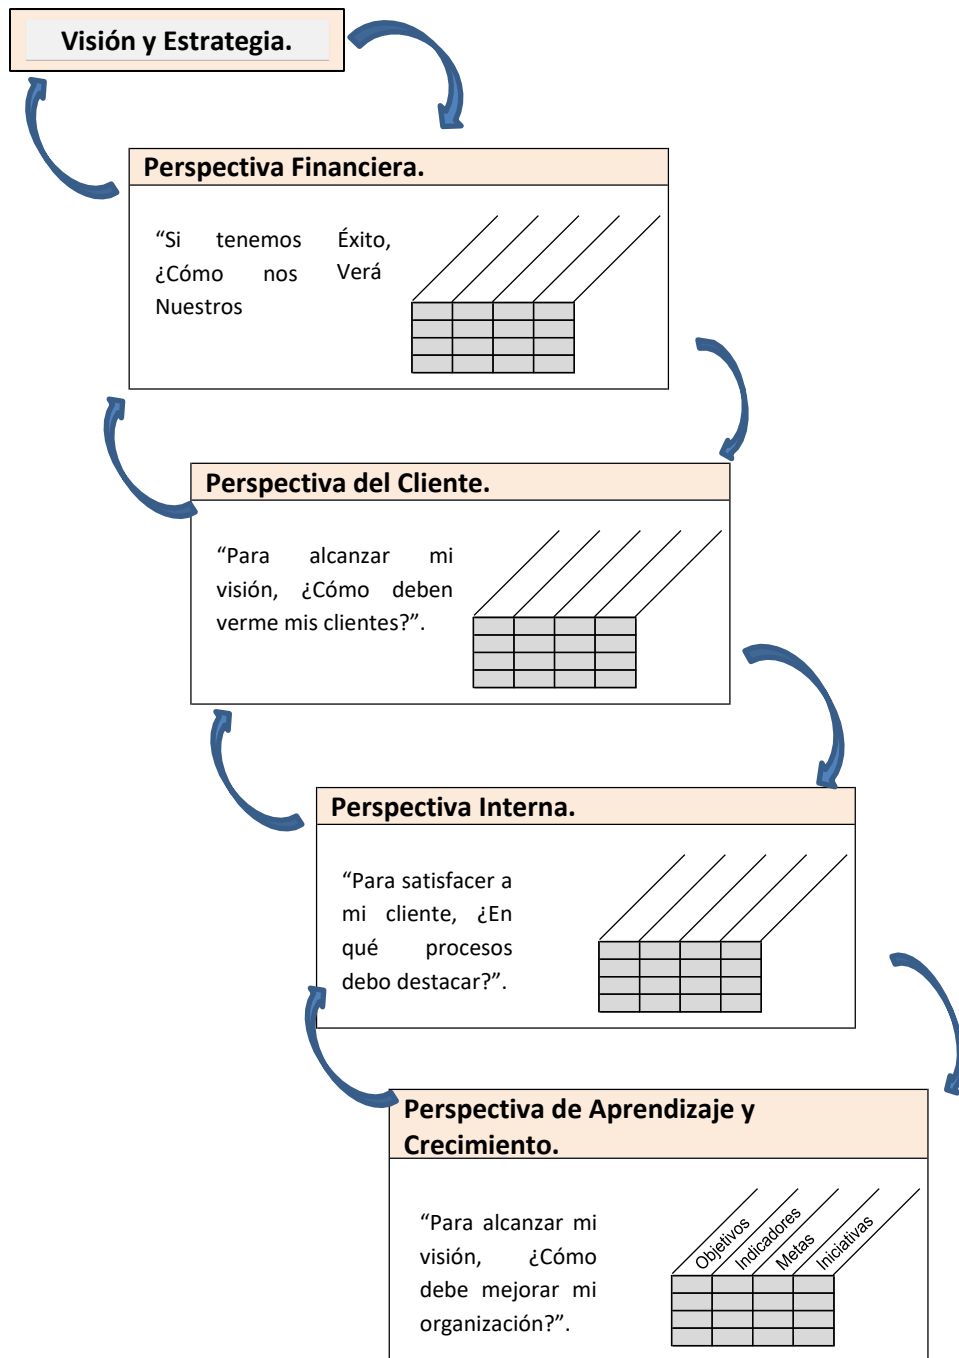 Visión y Estrategia.
Perspectiva Financiera.
“Si tenemos Éxito,
¿Cómo nos Verá
Nuestros
Perspectiva del Cliente.
“Para alcanzar mi
visión, ¿Cómo deben
verme mis clientes?”.
Perspectiva Interna.
“Para satisfacer a
mi cliente, ¿En
qué procesos
debo destacar?”.
Perspectiva de Aprendizaje y
Crecimiento.
“Para alcanzar mi
visión, ¿Cómo
debe mejorar mi
organización?”.
Objetivos
Indicadores
Metas
Iniciativas